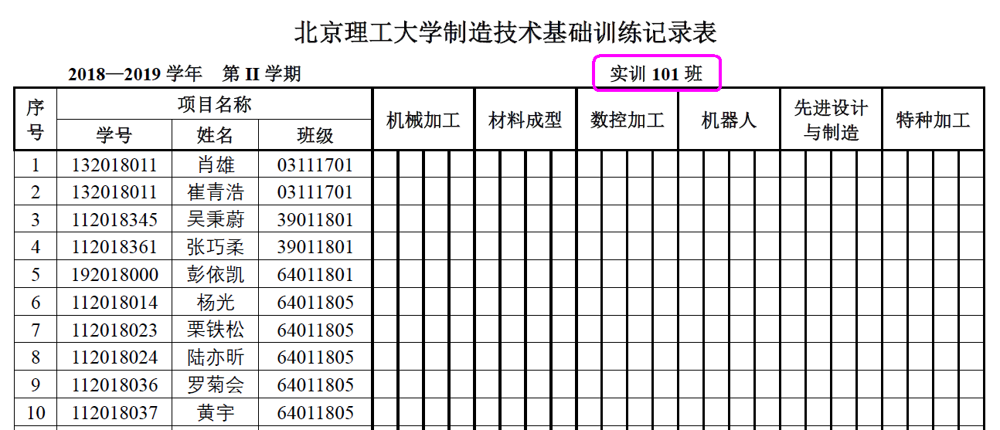 北京理工大学制造技术基础训练记录表
2018—2019 学年 第 II 学期 实训 101 班
序号 项目名称 机械加工 材料成型 数控加工 机器人 先进设计与制造 特种加工
学号 姓名 班级
1 132018011 肖雄 03111701
2 132018011 崔青浩 03111701
3 112018345 吴秉蔚 39011801
4 112018361 张巧柔 39011801
5 192018000 彭依凯 64011801
6 112018014 杨光 64011805
7 112018023 栗铁松 64011805
8 112018024 陆亦昕 64011805
9 112018036 罗菊会 64011805
10 112018037 黄宇 64011805